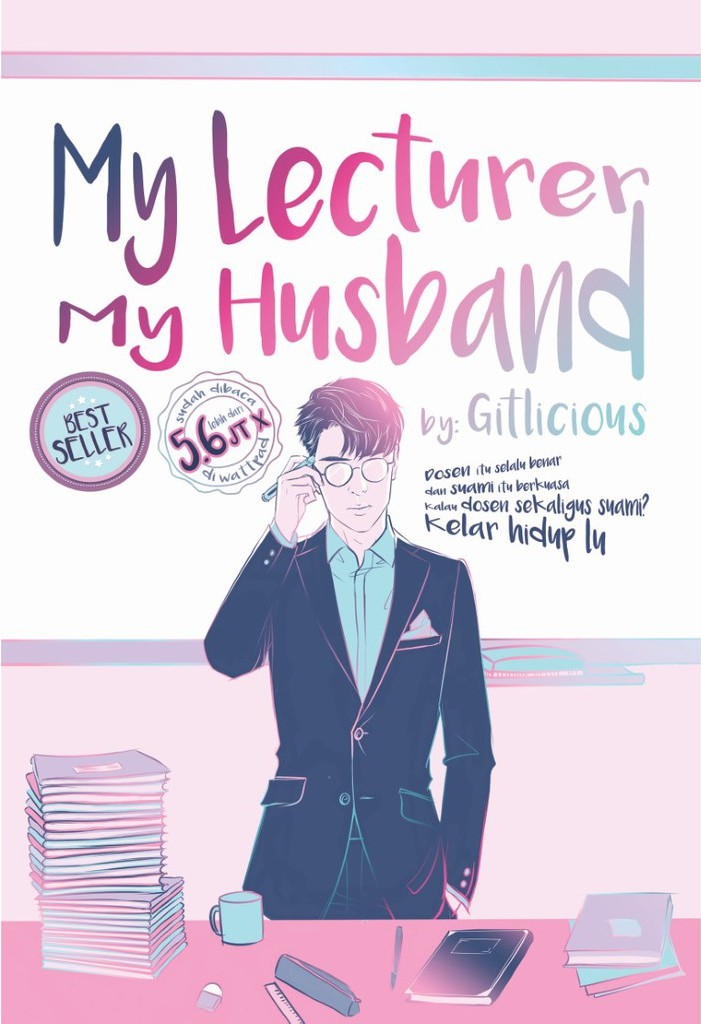 My Lecturer
My Husband
by: Gitlicious
BEST
SELLER
sudah dibaca
lebih dari
5.6 JT X
di wattpad
Dosen itu selalu benar
dan suami itu berkuasa
Kalau dosen sekaligus suami?
Kelar hidup lu